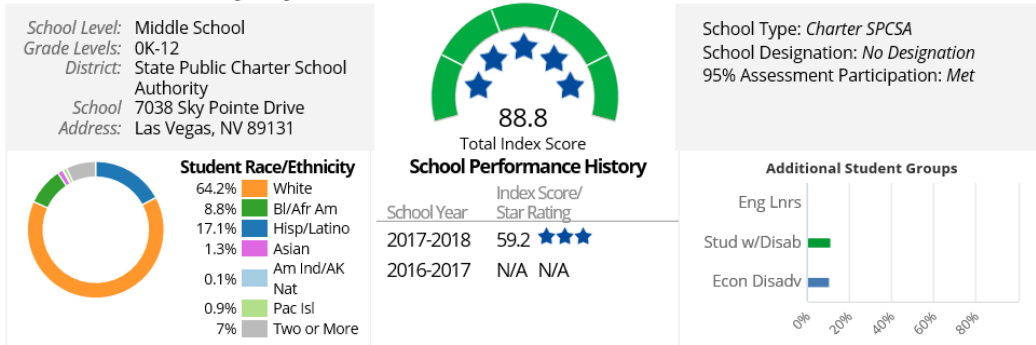 School Level: Middle School
Grade Levels: 0K-12
District: State Public Charter School
Authority
School 7038 Sky Pointe Drive
Address: Las Vegas, NV 89131
88.8
Total Index Score
School Type: Charter SPCSA
School Designation: No Designation
95% Assessment Participation: Met
Student Race/Ethnicity
64.2% White
8.8% Bl/Afr Am
17.1% Hisp/Latino
1.3% Asian
0.1% Am Ind/AK
Nat
0.9% Pac Isl
7% Two or More
School Performance History
Index Score/
School Year Star Rating
2017-2018 59.2
2016-2017 N/A N/A
Additional Student Groups
Eng Lnrs
Stud w/Disab
Econ Disadv
0% 20% 40% 60% 80%